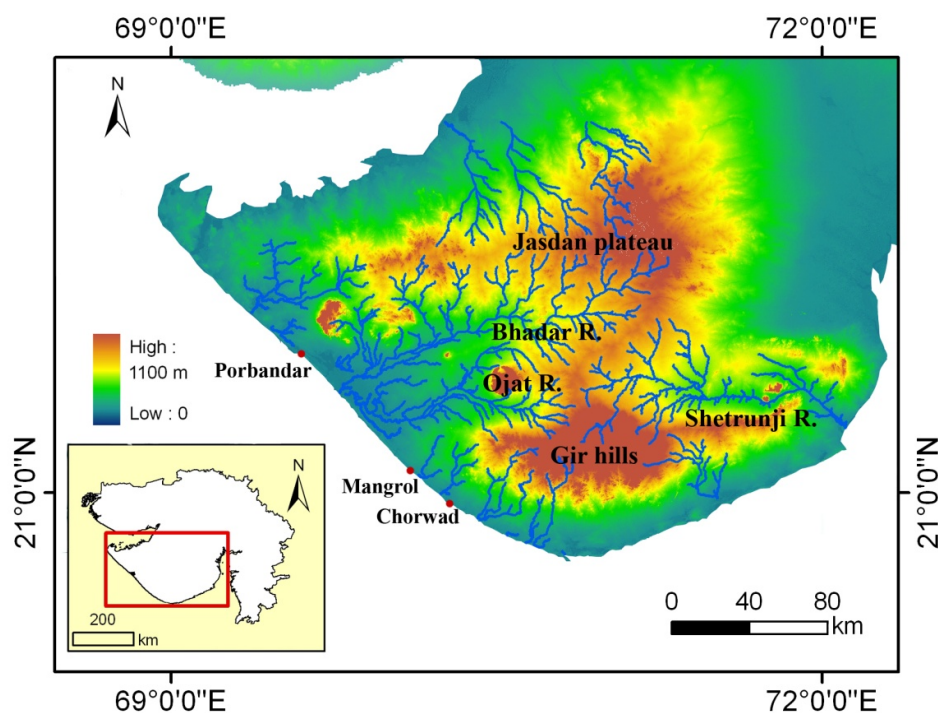 69°0'0"E
72°0'0"E
N
Jasdan plateau
Bhadar R.
High :
1100 m
Low : 0
Porbandar
Ojat R.
Shetrunji R.
Gir hills
Mangrol
Chorwad
21°0'0"N
21°0'0"N
N
200
km
0 40 80
km
69°0'0"E
72°0'0"E